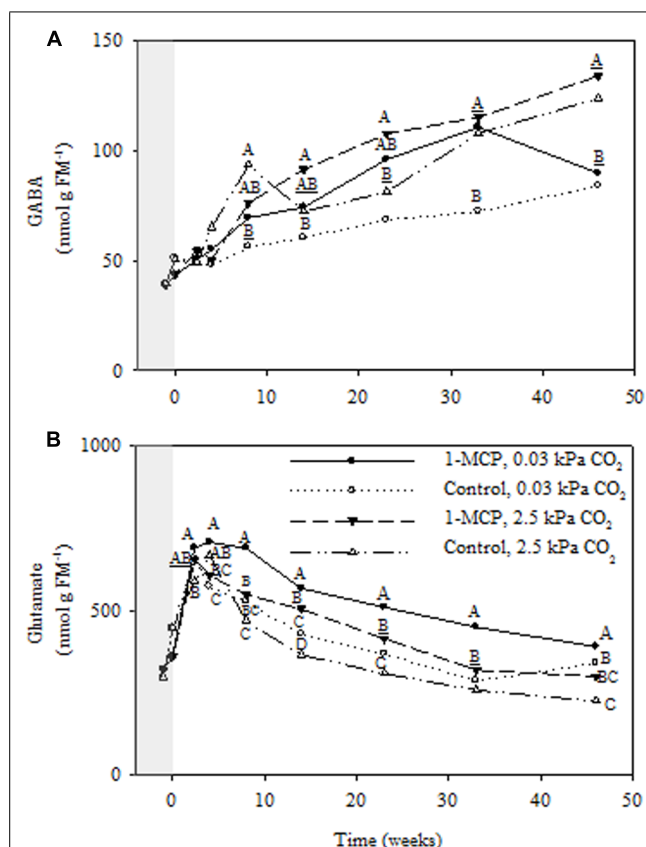 A
150
100
50
0
GABA
(nmol g FM⁻¹)
A
A
A
A
A
AB
AB
AB
B
B
B
B
B
B
0
10
20
30
40
50
B
1000
500
0
Glutamate
(nmol g FM⁻¹)
1-MCP, 0.03 kPa CO₂
Control, 0.03 kPa CO₂
1-MCP, 2.5 kPa CO₂
Control, 2.5 kPa CO₂
A
A
A
A
A
A
A
AB
AB
BC
B
C
B
BC
C
B
C
D
B
C
B
B
BC
C
0
10
20
30
40
50
Time (weeks)